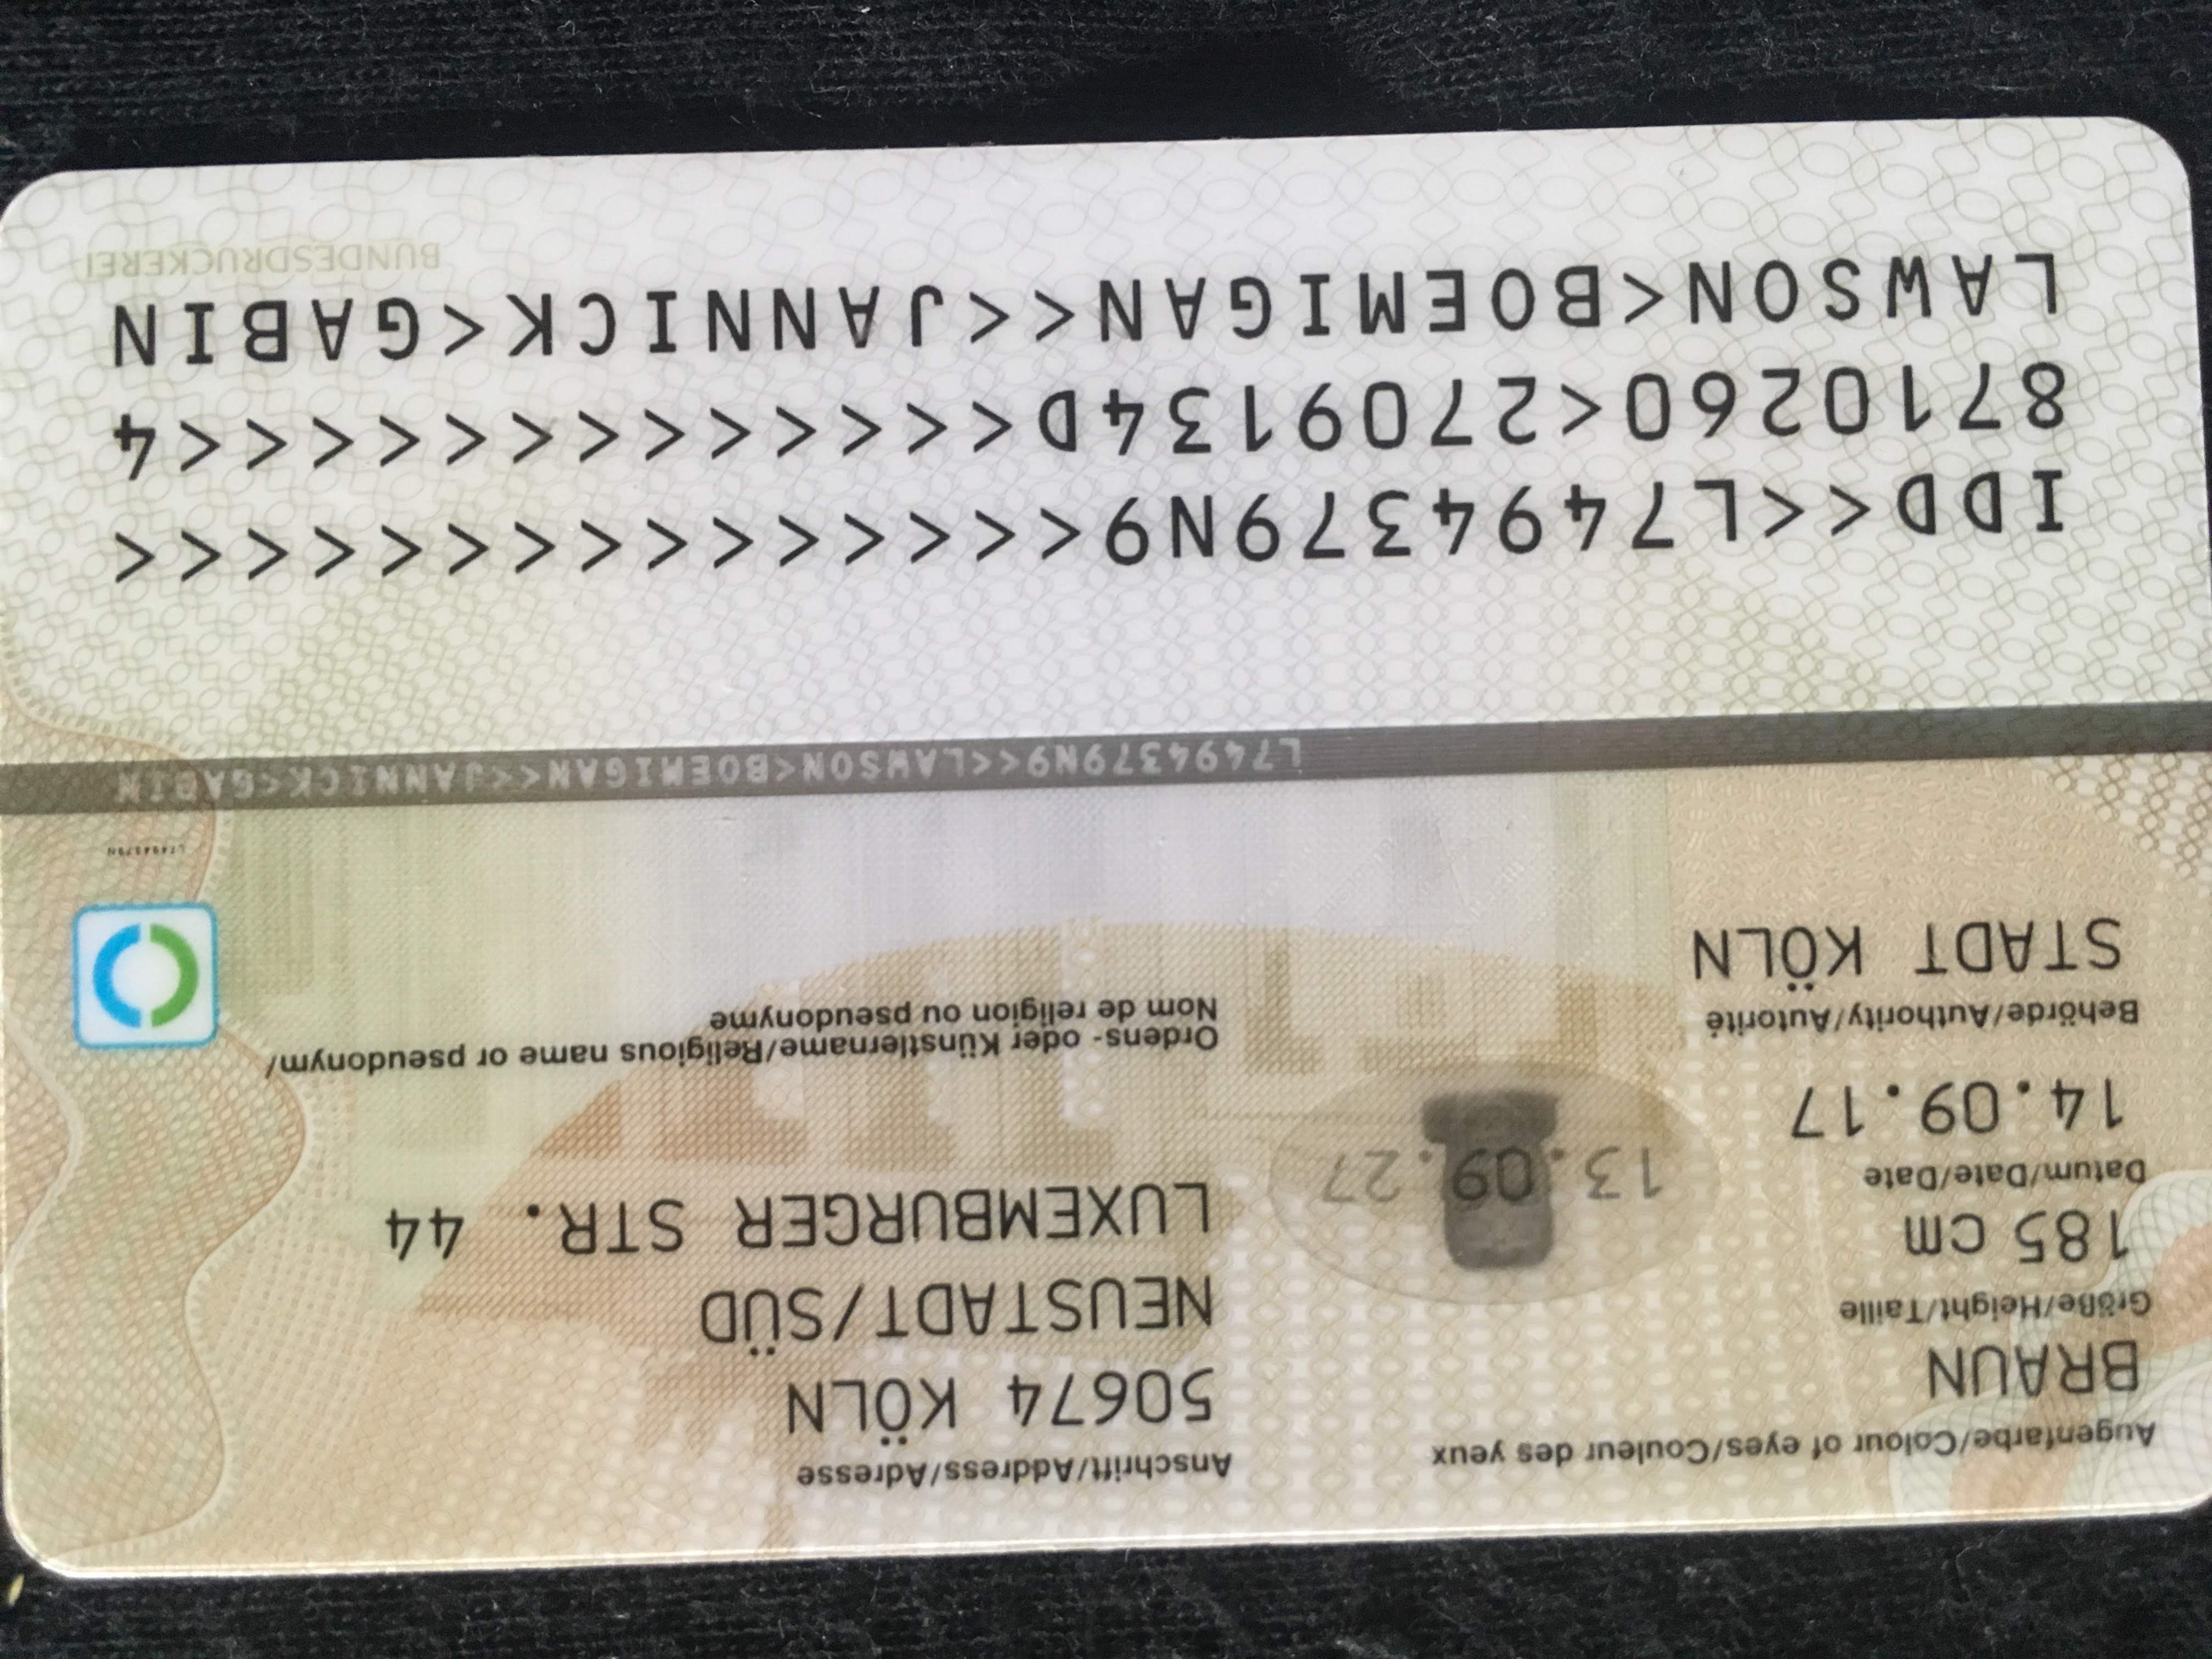 Augenfarbe/Colour of eyes/Couleur des yeux
BRAUN
Größe/Height/Taille
185 cm
Datum/Date/Date
14.09.17
Behörde/Authority/Autorité
STADT KÖLN
13.09.27
Anschrift/Address/Adresse
50674 KÖLN
NEUSTADT/SÜD
LUXEMBURGER STR. 44
Ordens- oder Künstlername/Religious name or pseudonym/
Nom de religion ou pseudonyme
L7494379N
L7494379N9<<LAWSON<BOEMIGAN<<JANNICK<GABIN
IDD<<L7494379N9<<<<<<<<<<<<<<<
8710260<2709134D<<<<<<<<<<<<<4
LAWSON<BOEMIGAN<<JANNICK<GABIN
BUNDESDRUCKEREI